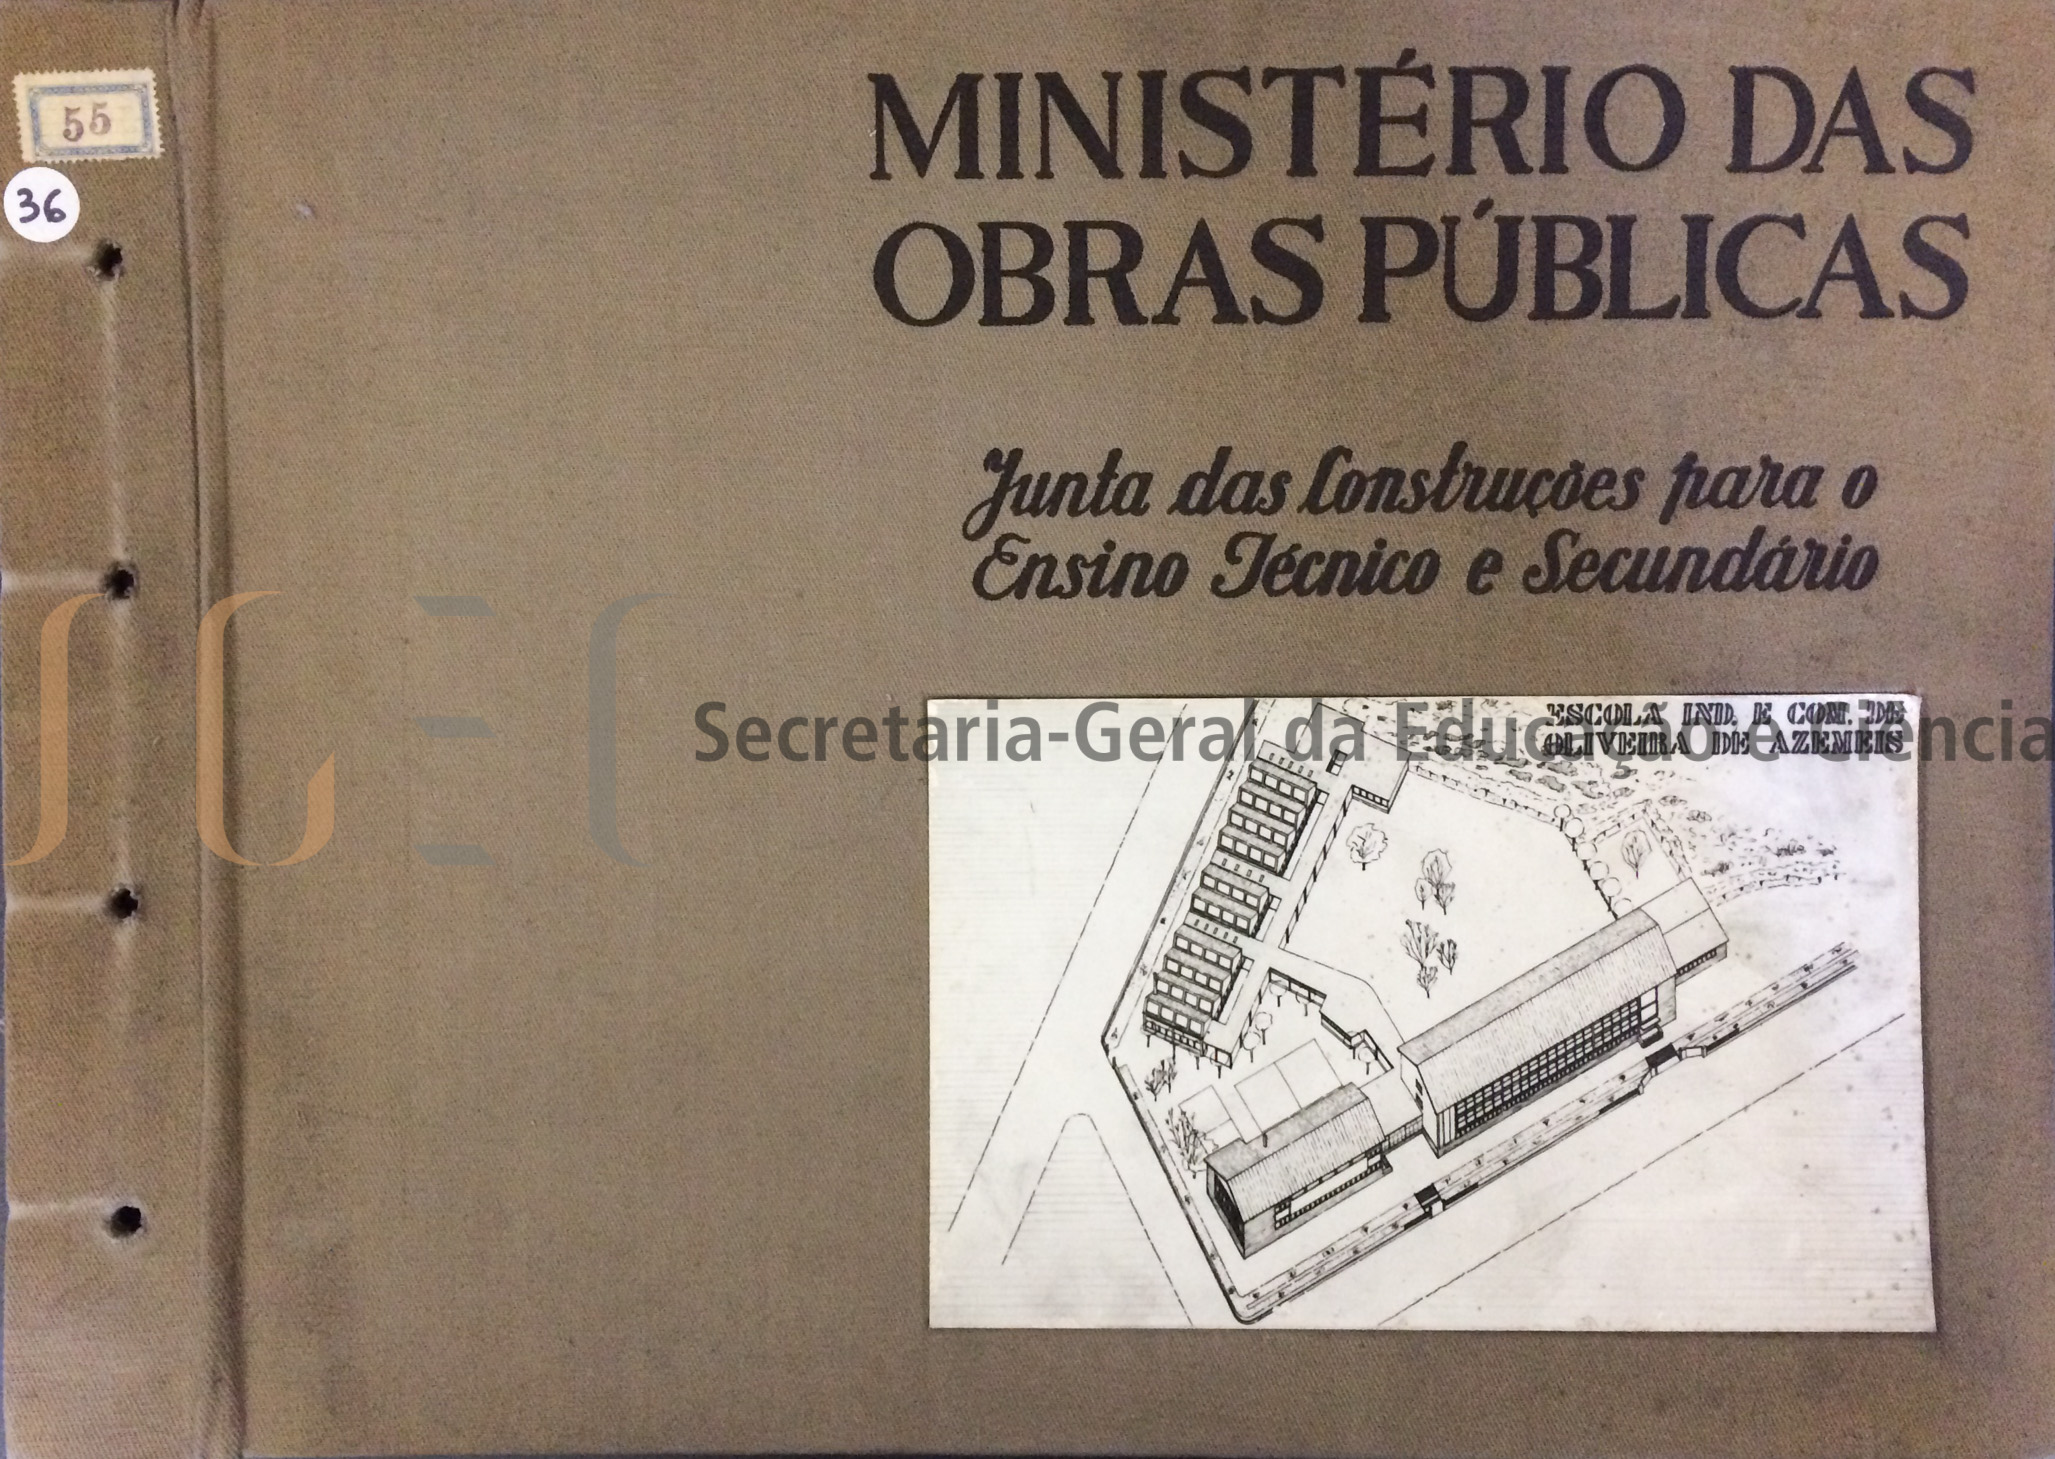 55
36
MINISTÉRIO DAS
OBRAS PÚBLICAS
Junta das Construções para o
Ensino Técnico e Secundário
SGEC
Secretaria-Geral da Educação e Ciência
ESCOLA IND. E COM. DE
OLIVEIRA DE AZEMEIS